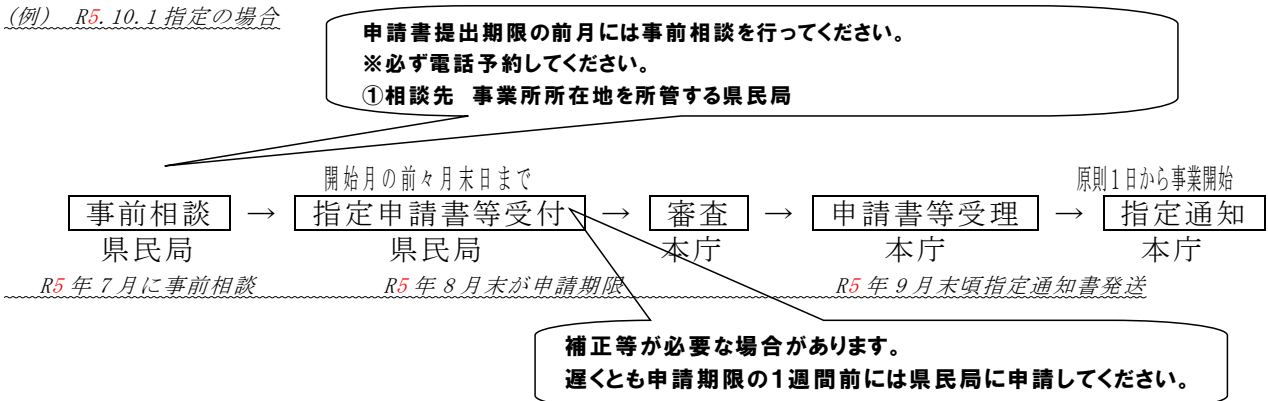 (例) R5.10.1指定の場合
申請書提出期限の前月には事前相談を行ってください。
※必ず電話予約してください。
①相談先 事業所所在地を所管する県民局
開始月の前々月末日まで 原則1日から事業開始
事前相談 → 指定申請書等受付 → 審査 → 申請書等受理 → 指定通知
県民局 県民局 本庁 本庁 本庁
R5年7月に事前相談 R5年8月末が申請期限 R5年9月末頃指定通知書発送
補正等が必要な場合があります。
遅くとも申請期限の1週間前には県民局に申請してください。